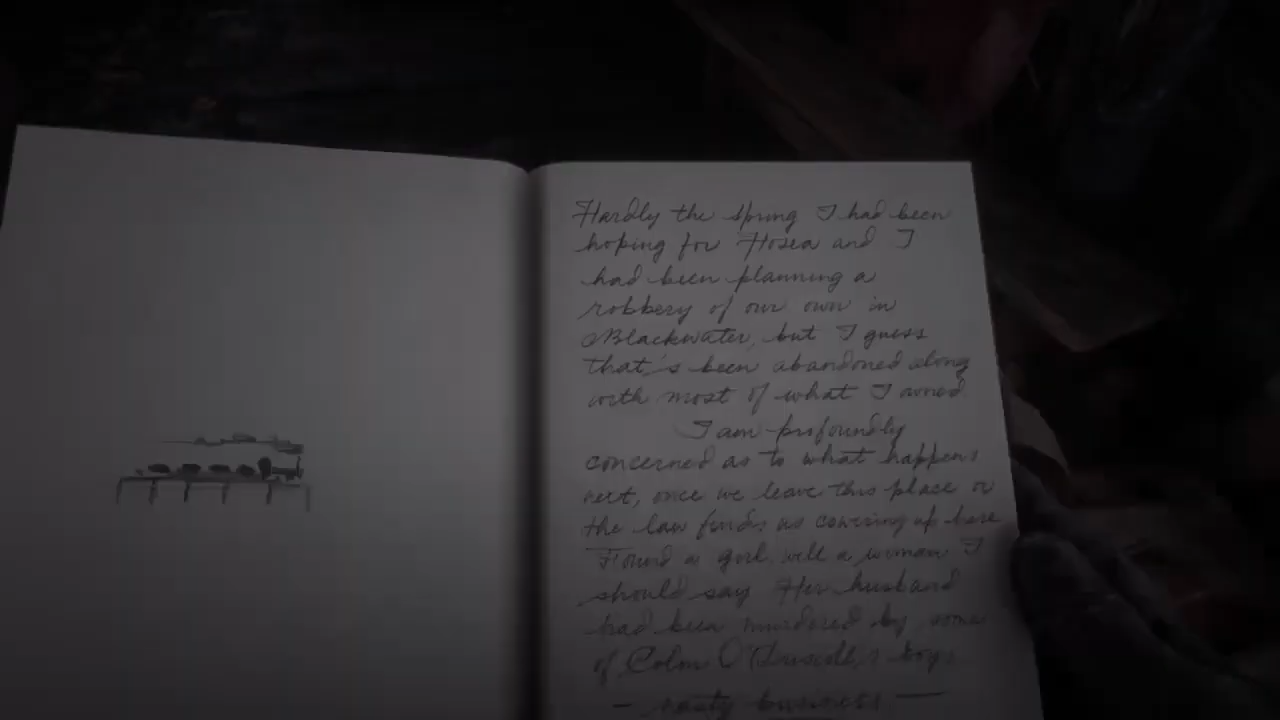 Hardly the spring I had been
hoping for Hosea and I
had been planning a
robbery of our own in
Blackwater, but I guess
that's been abandoned along
with most of what I owned.
I am profoundly
concerned as to what happens
next, once we leave this place or
the law finds us cowering up here
Found a girl, well a woman I
should say Her husband
had been murdered by some
of Colm O'Driscoll's boys
— nasty business —